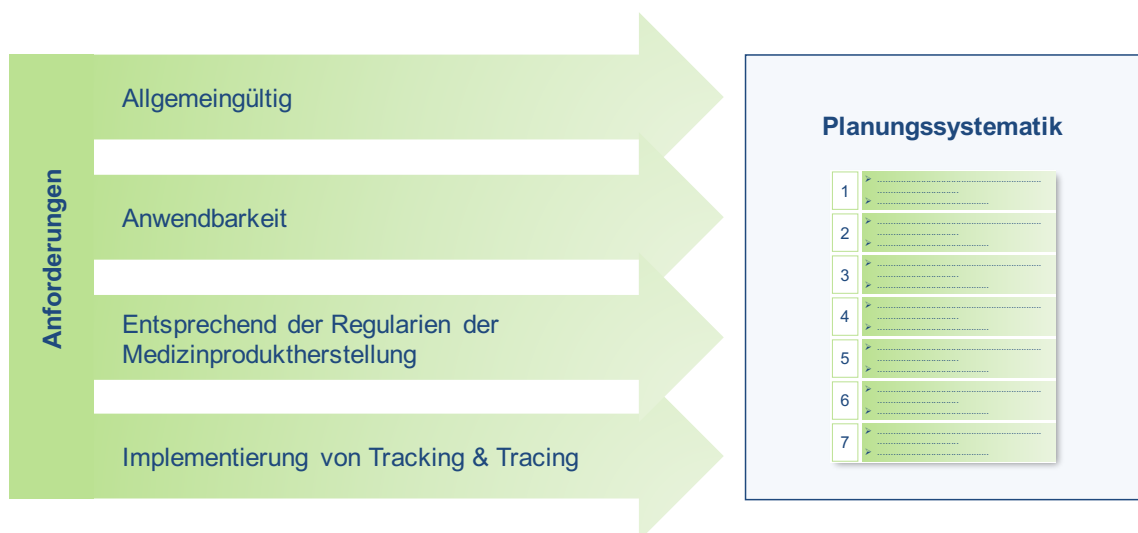 Anforderungen
Allgemeingültig
Anwendbarkeit
Entsprechend der Regularien der
Medizinproduktherstellung
Implementierung von Tracking & Tracing
Planungssystematik
1
2
3
4
5
6
7